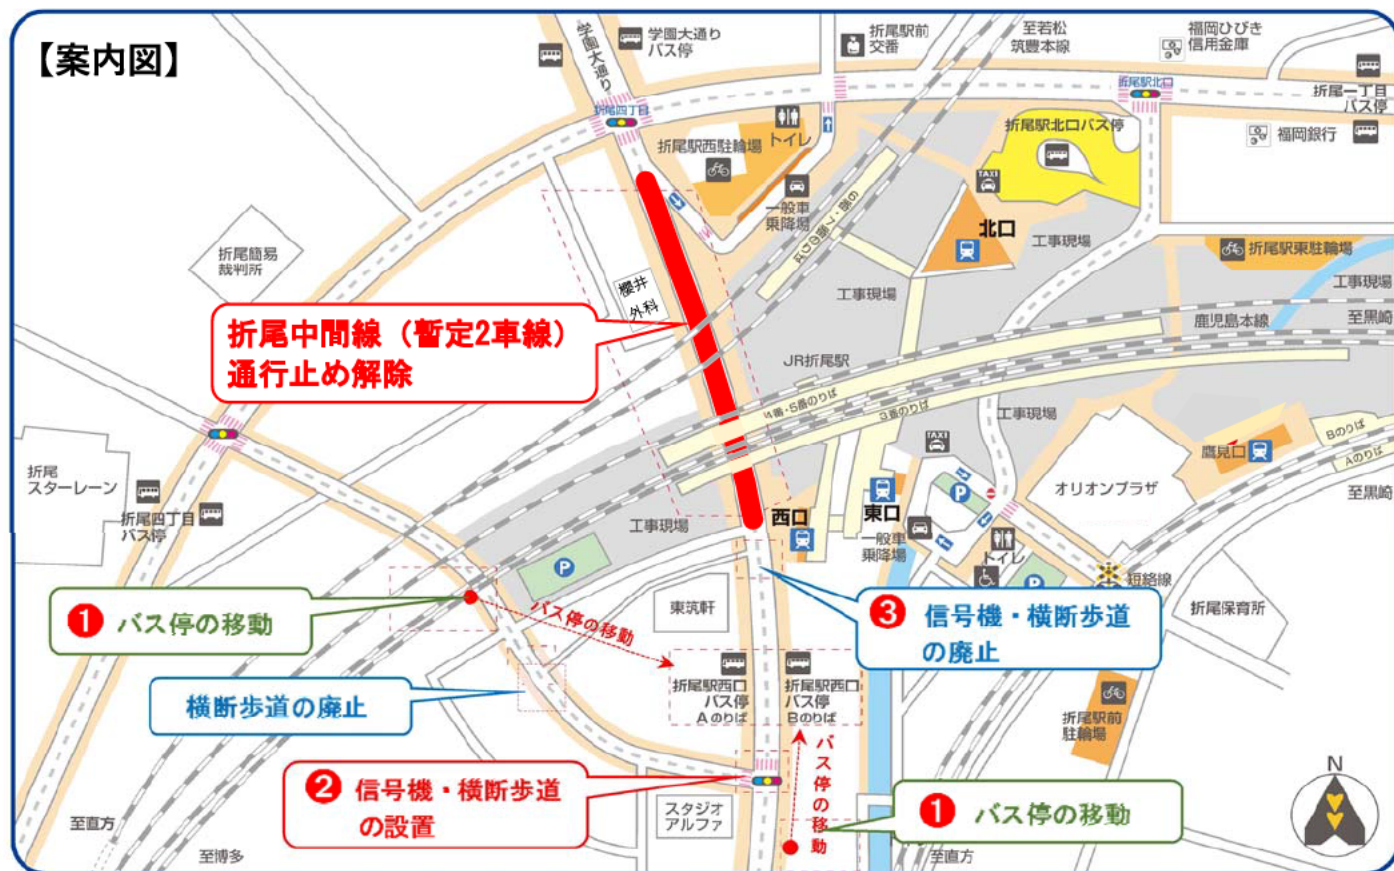 【案内図】
学園大通り
学園大通り
バス停
折尾駅前
交番
至若松
筑豊本線
福岡ひびき
信用金庫
折尾四丁目
折尾駅北口
折尾一丁目
バス停
折尾駅西駐輪場
トイレ
折尾駅北口バス停
福岡銀行
TAXI
一般車
乗降場
6番・7番のりば
北口
工事現場
折尾駅東駐輪場
折尾簡易
裁判所
櫻井
外科
工事現場
工事現場
鹿児島本線
至黒崎
折尾中間線（暫定2車線）
通行止め解除
JR折尾駅
4番・5番のりば
3番のりば
工事現場
TAXI
鷹見口
Bのりば
Aのりば
至黒崎
折尾
スターレーン
折尾四丁目
バス停
工事現場
西口
東口
P
オリオンプラザ
一般車
乗降場
トイレ
P
P
短絡線
❶ バス停の移動
バス停の移動
東筑軒
❸ 信号機・横断歩道
の廃止
折尾保育所
横断歩道の廃止
折尾駅西口
バス停
Aのりば
折尾駅西口
バス停
Bのりば
折尾駅前
駐輪場
❷ 信号機・横断歩道
の設置
バス停の移動
スタジオ
アルファ
❶ バス停の移動
N
至直方
至博多
至直方